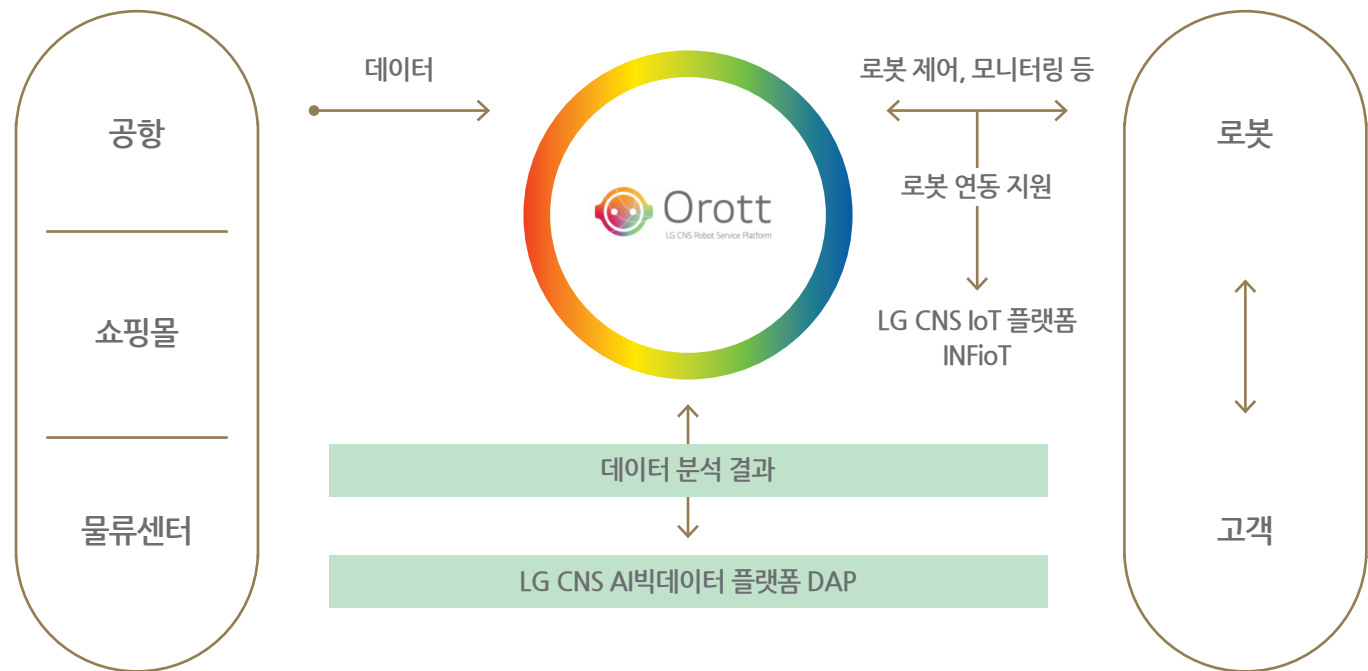 공항
쇼핑몰
물류센터
데이터
Orott
LG CNS Robot Service Platform
로봇 제어, 모니터링 등
로봇 연동 지원
LG CNS IoT 플랫폼
INFioT
데이터 분석 결과
LG CNS AI빅데이터 플랫폼 DAP
로봇
고객